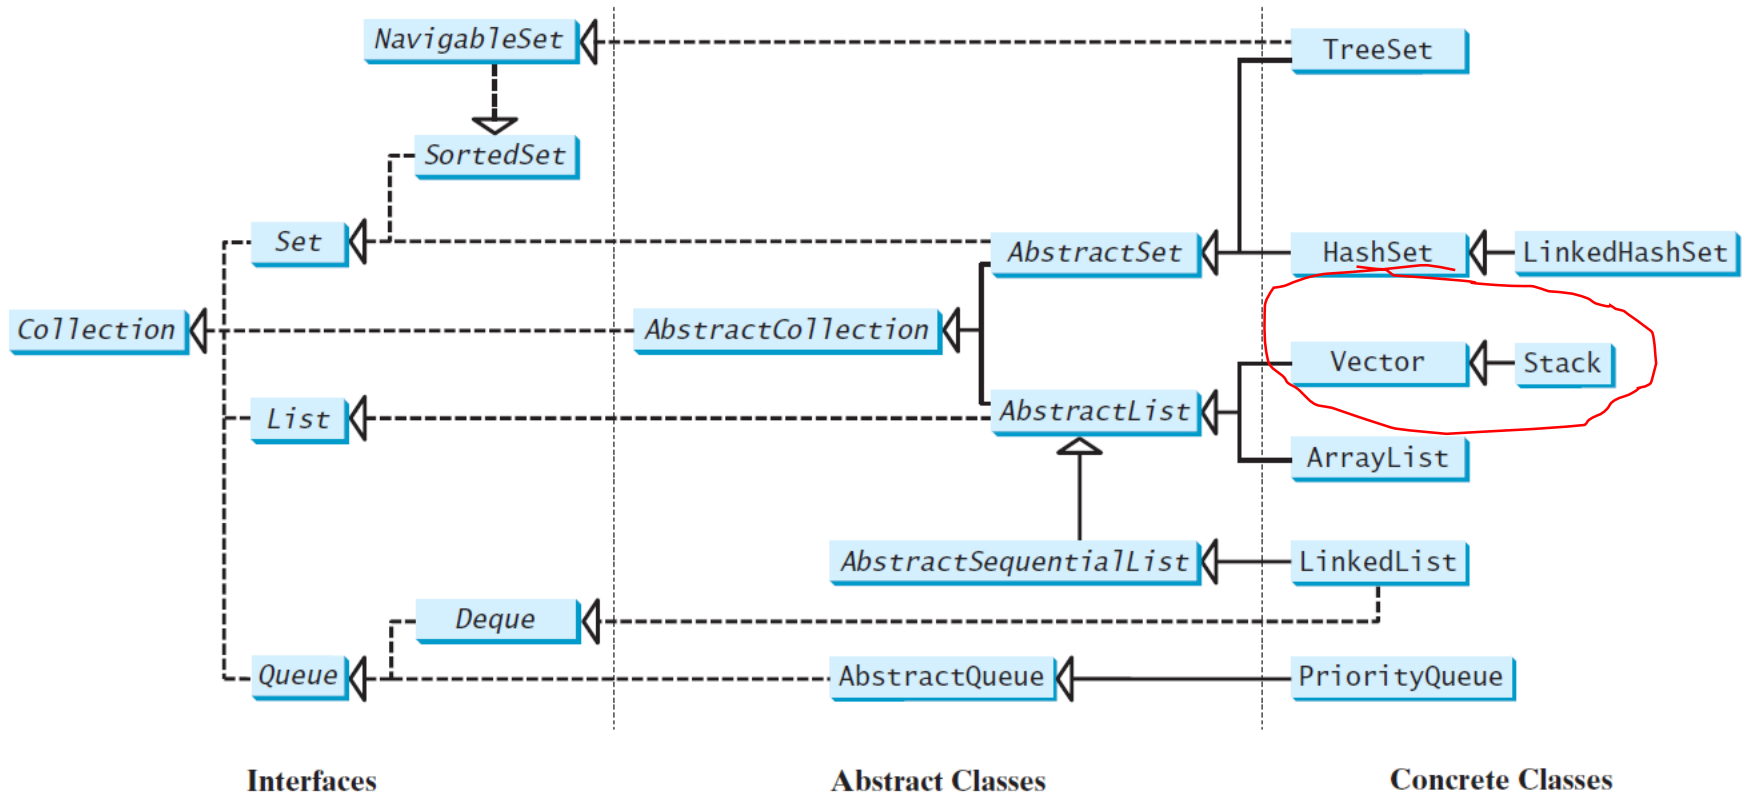 NavigableSet
TreeSet
SortedSet
Set
AbstractSet
HashSet
LinkedHashSet
Collection
AbstractCollection
Vector
Stack
List
AbstractList
ArrayList
AbstractSequentialList
LinkedList
Deque
Queue
AbstractQueue
PriorityQueue
Interfaces
Abstract Classes
Concrete Classes